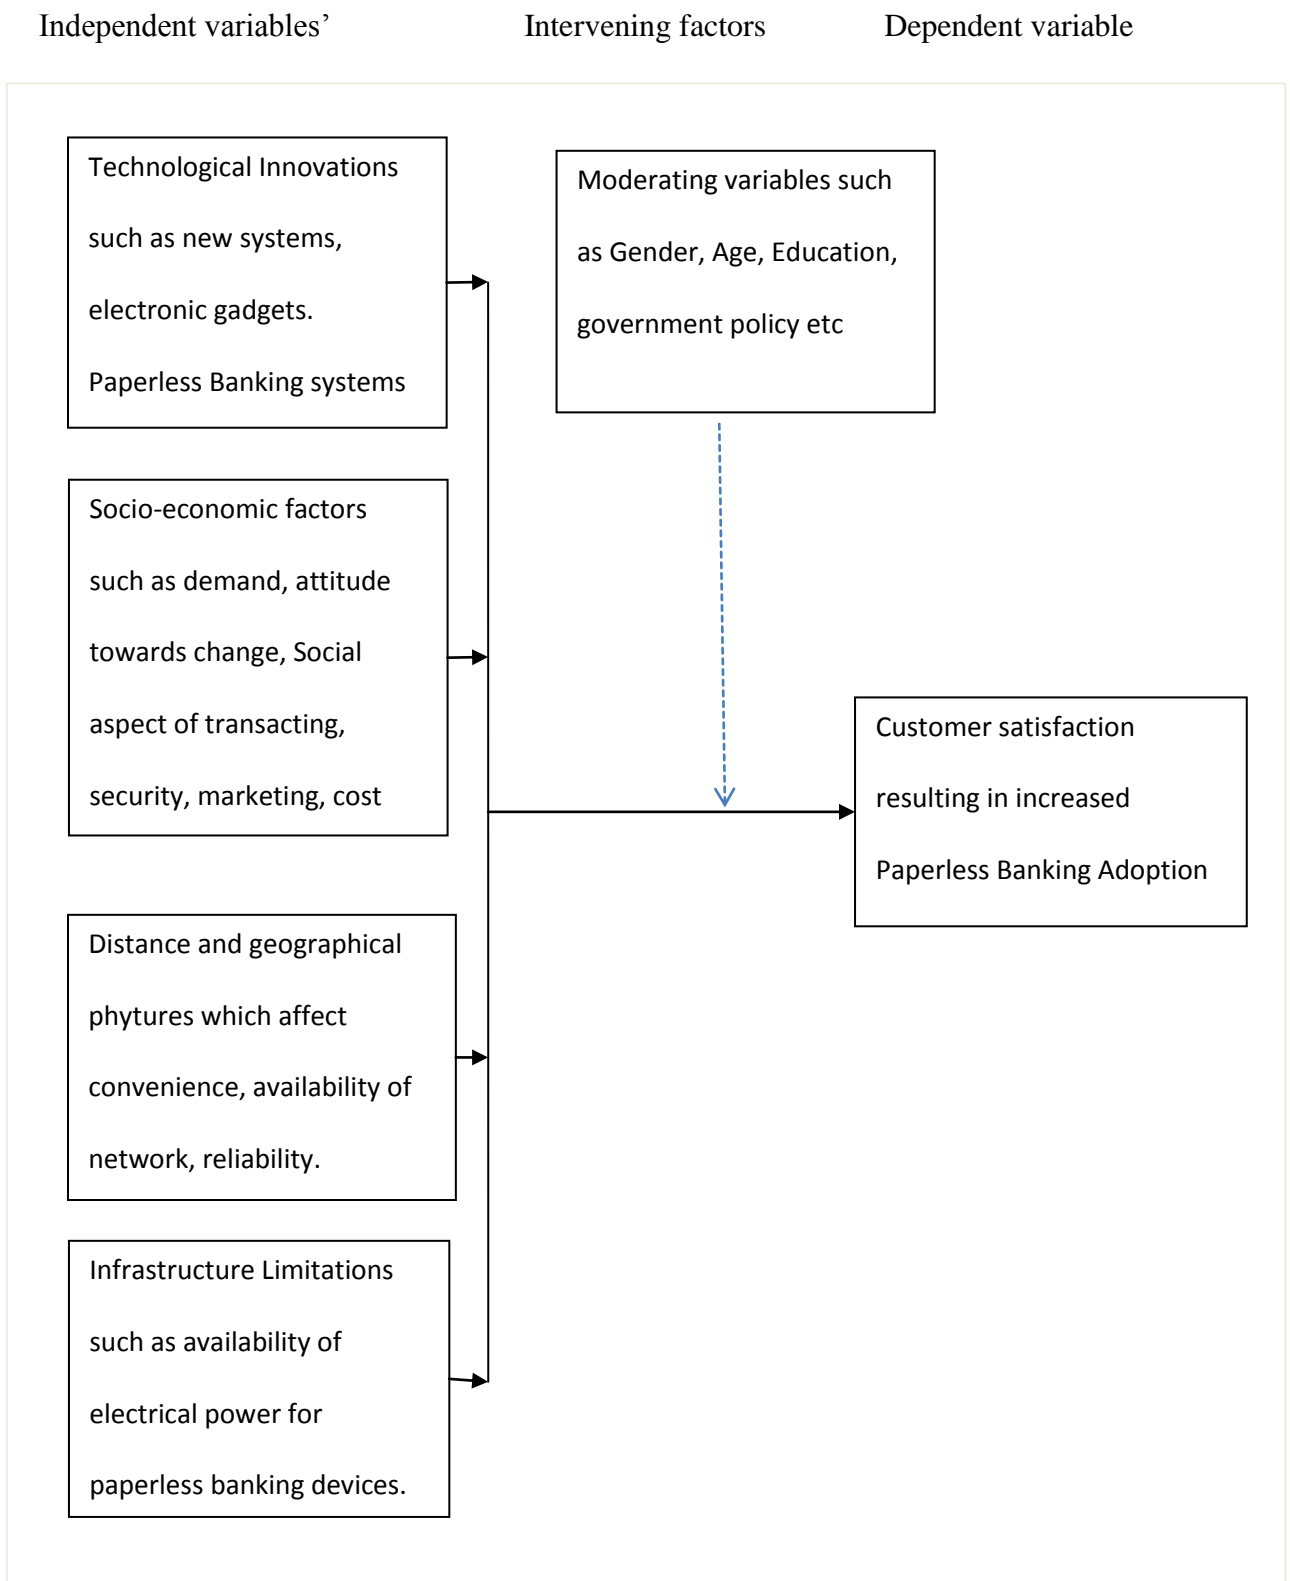 Independent variables’ Intervening factors Dependent variable
Technological Innovations
such as new systems,
electronic gadgets.
Paperless Banking systems
Moderating variables such
as Gender, Age, Education,
government policy etc
Socio-economic factors
such as demand, attitude
towards change, Social
aspect of transacting,
security, marketing, cost
Customer satisfaction
resulting in increased
Paperless Banking Adoption
Distance and geographical
phytures which affect
convenience, availability of
network, reliability.
Infrastructure Limitations
such as availability of
electrical power for
paperless banking devices.